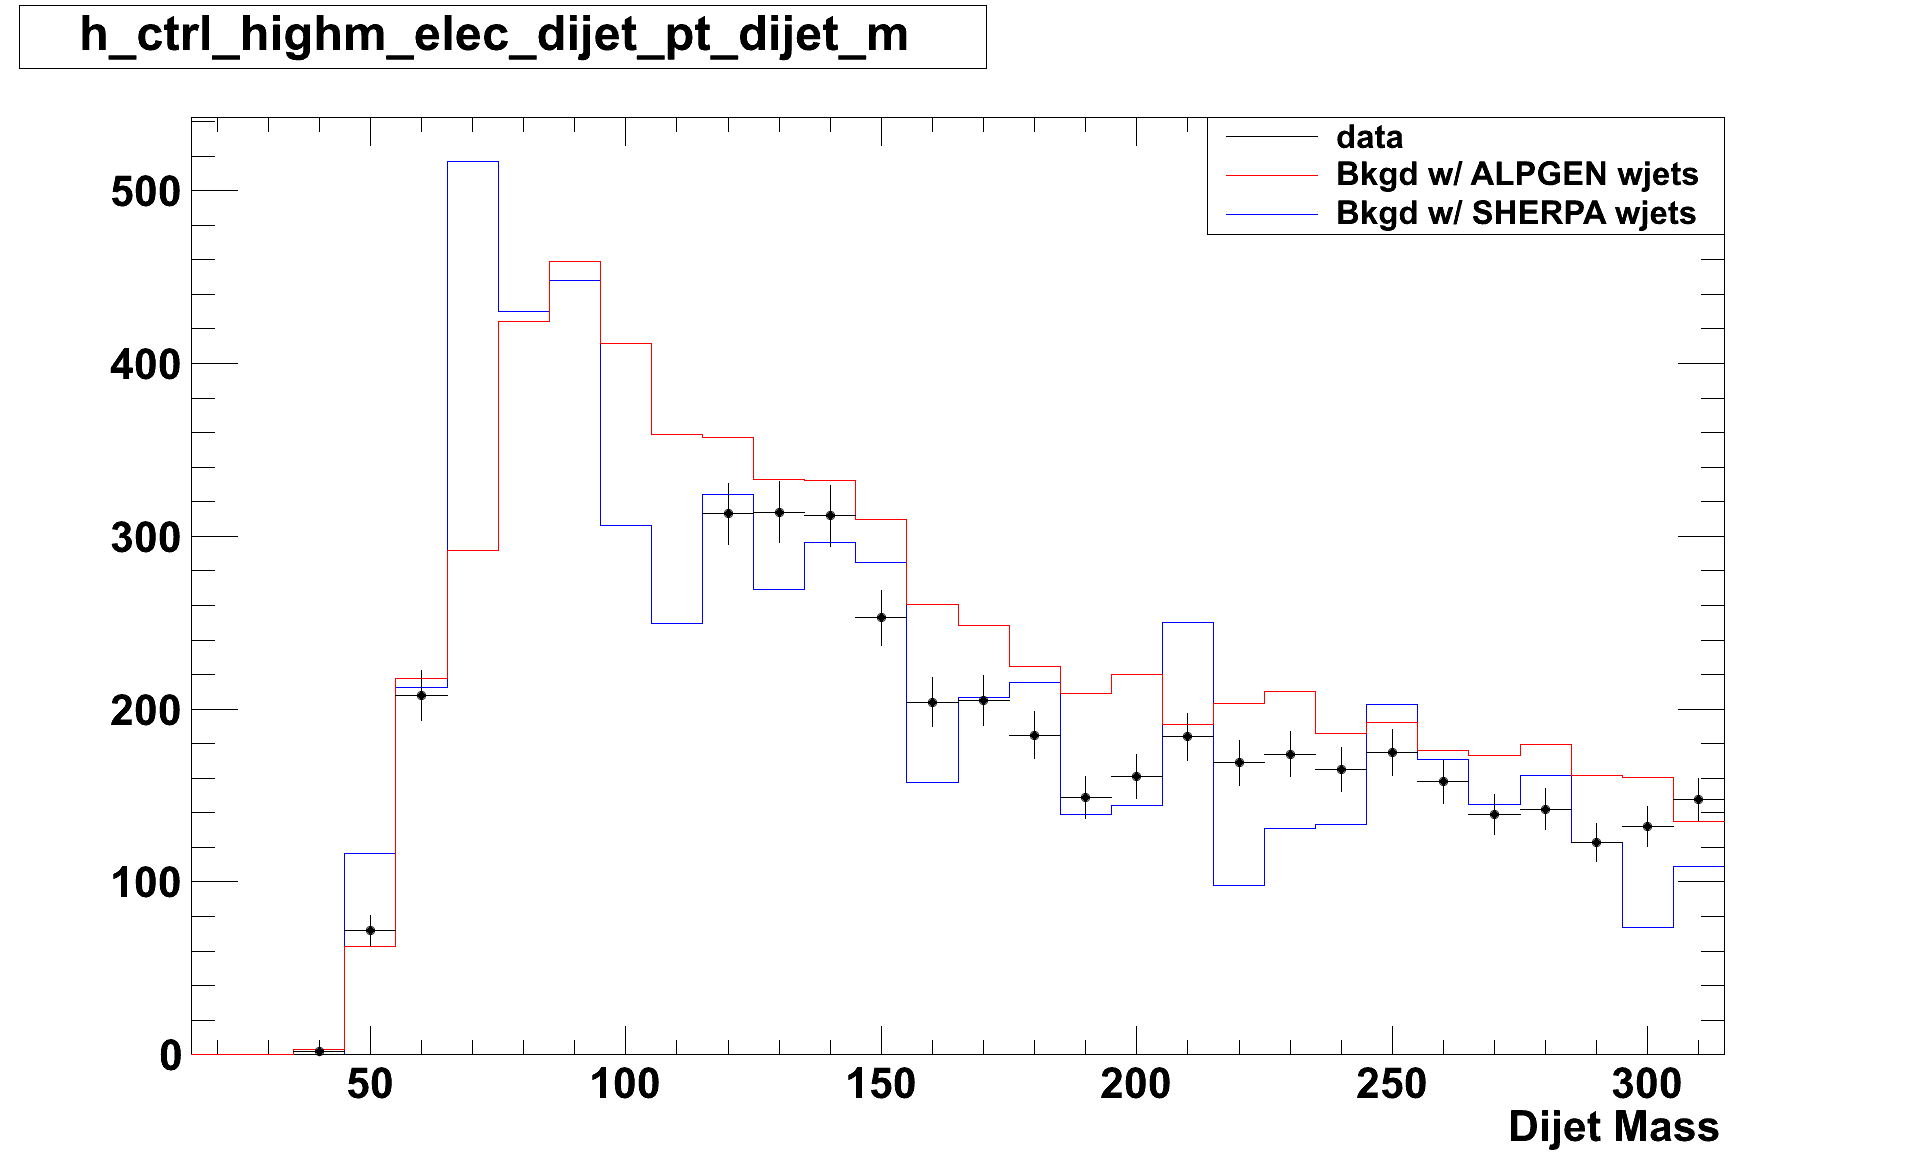 h_ctrl_highm_elec_dijet_pt_dijet_m
data
Bkgd w/ ALPGEN wjets
Bkgd w/ SHERPA wjets
500
400
300
200
100
0
50 100 150 200 250 300
Dijet Mass